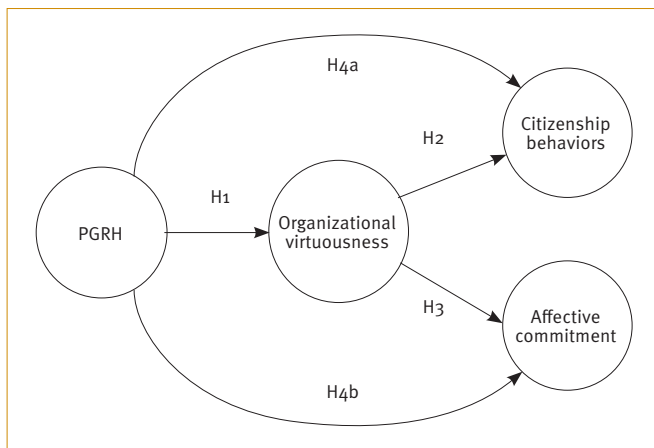 H4a
Citizenship
behaviors
H2
H1
Organizational
virtuousness
PGRH
H3
Affective
commitment
H4b